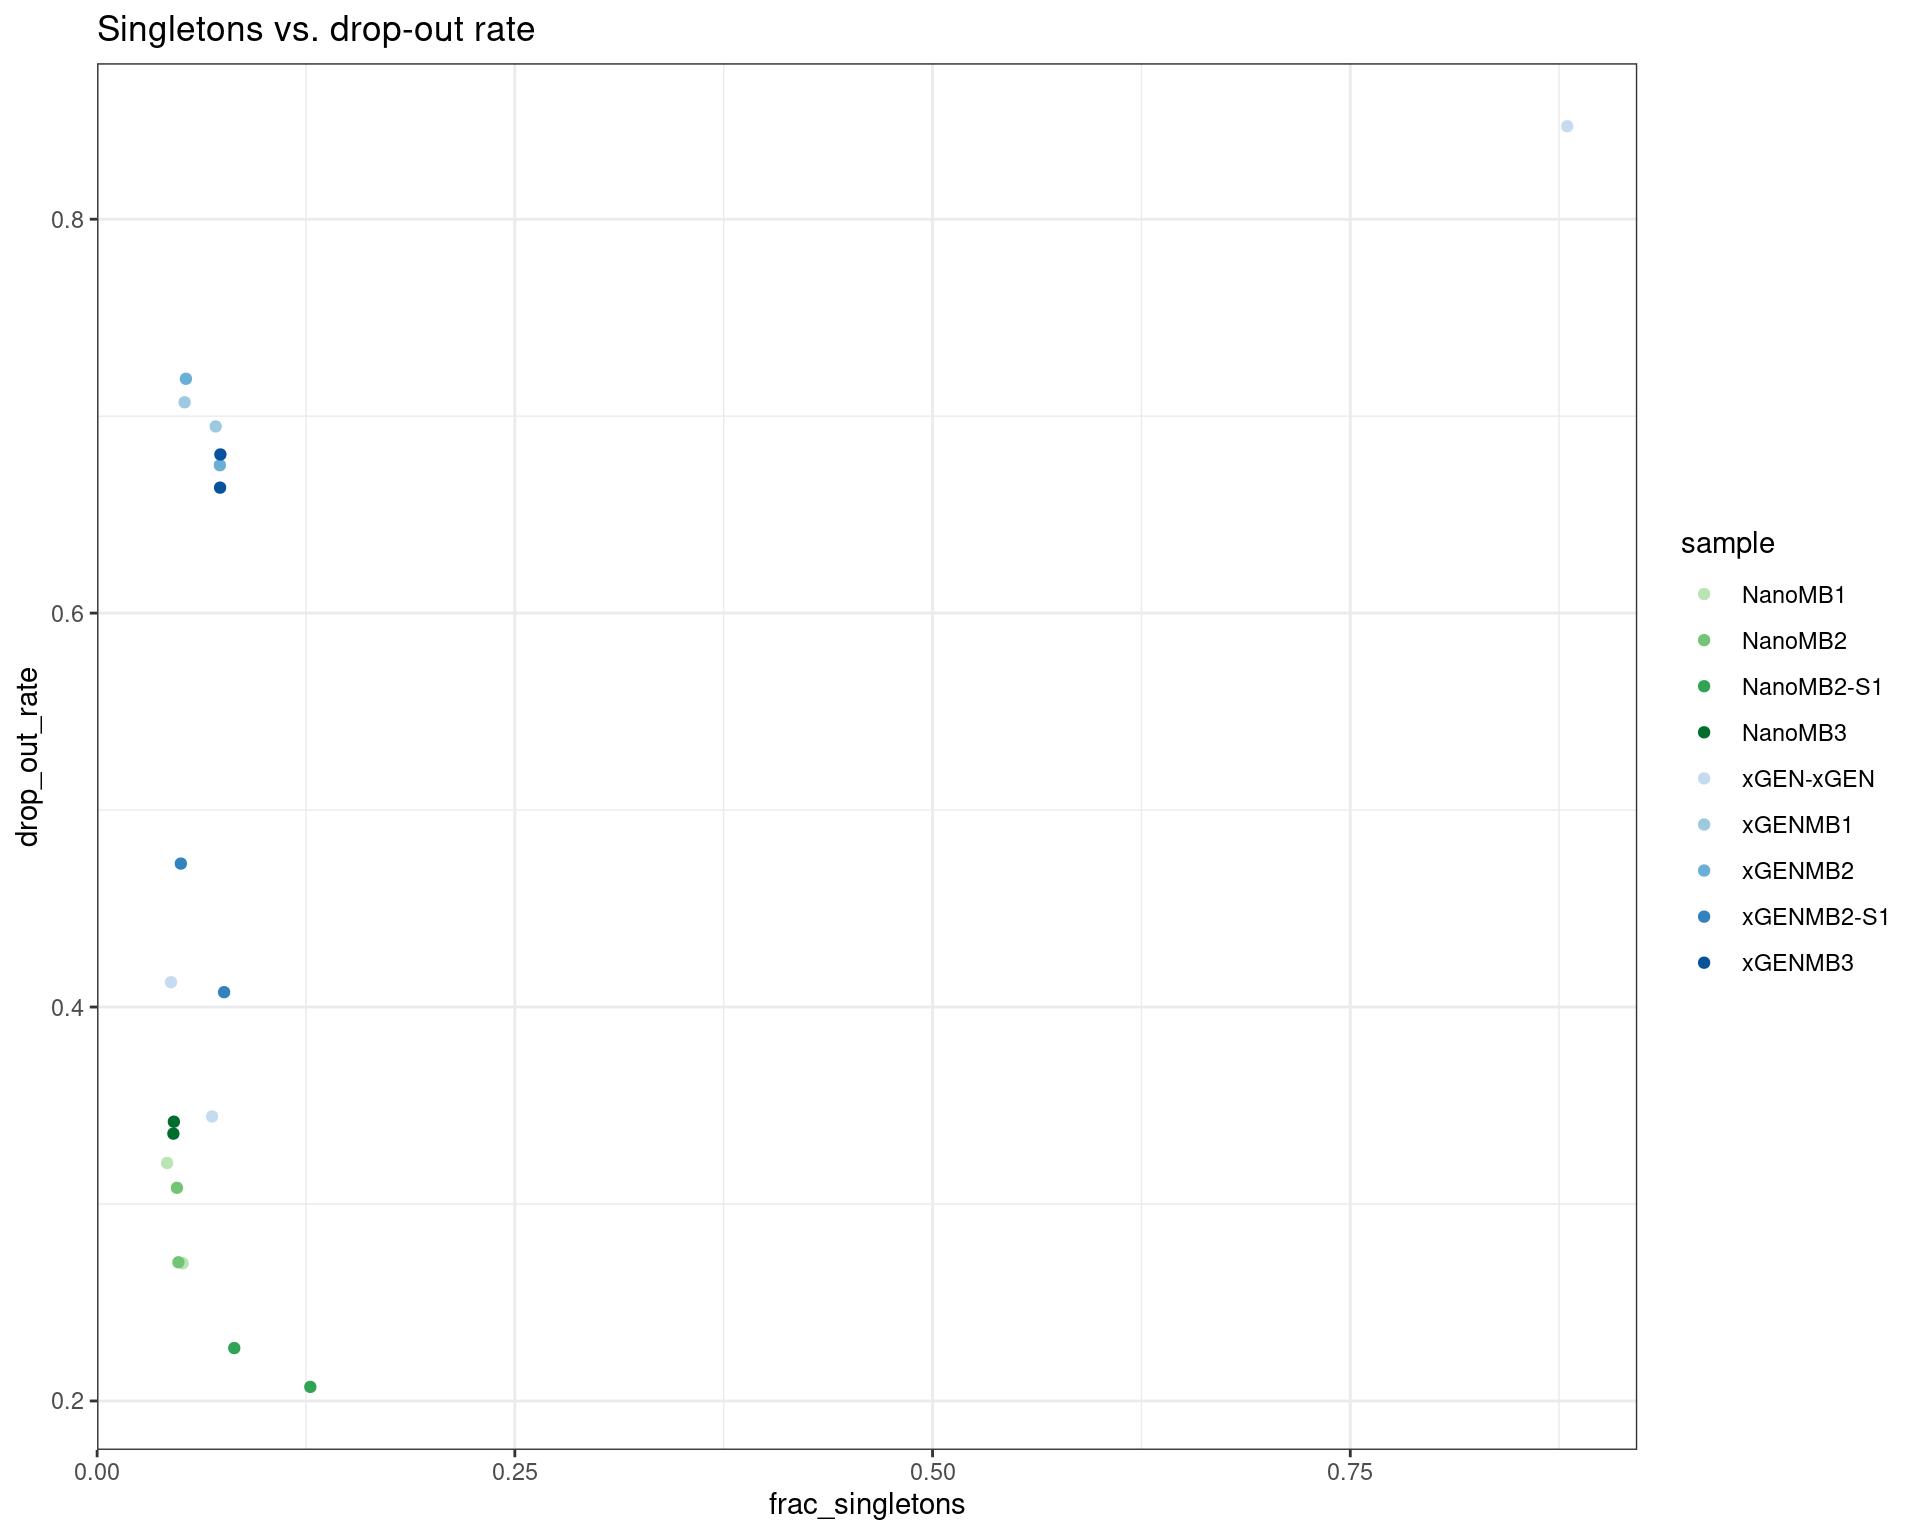 Singletons vs. drop-out rate
0.8
0.6
0.4
0.2
drop_out_rate
0.00
0.25
0.50
0.75
frac_singletons
sample
NanoMB1
NanoMB2
NanoMB2-S1
NanoMB3
xGEN-xGEN
xGENMB1
xGENMB2
xGENMB2-S1
xGENMB3